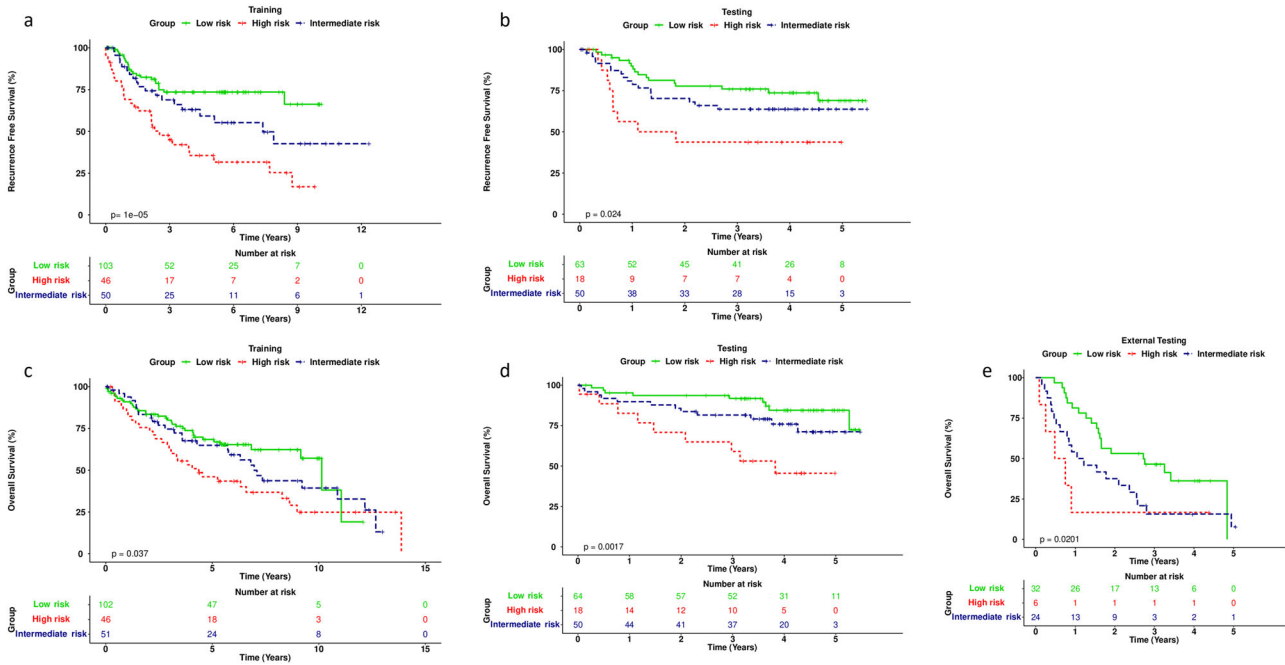 a
Training
Group Low risk High risk Intermediate risk
Recurrence Free Survival (%)
100
75
50
25
0
p= 1e-05
0 3 6 9 12
Time (Years)
Number at risk
Group
Low risk 103 52 25 7 0
High risk 46 17 7 2 0
Intermediate risk 50 25 11 6 1
0 3 6 9 12
Time (Years)
b
Testing
Group Low risk High risk Intermediate risk
Recurrence Free Survival (%)
100
75
50
25
0
p = 0.024
0 1 2 3 4 5
Time (Years)
Number at risk
Group
Low risk 63 52 45 41 26 8
High risk 18 9 7 7 4 0
Intermediate risk 50 38 33 28 15 3
0 1 2 3 4 5
Time (Years)
c
Training
Group Low risk High risk Intermediate risk
Overall Survival (%)
100
75
50
25
0
p = 0.037
0 5 10 15
Time (Years)
Number at risk
Group
Low risk 102 47 5 0
High risk 46 18 3 0
Intermediate risk 51 24 8 0
0 5 10 15
Time (Years)
d
Testing
Group Low risk High risk Intermediate risk
Overall Survival (%)
100
75
50
25
0
p = 0.0017
0 1 2 3 4 5
Time (Years)
Number at risk
Group
Low risk 64 58 57 52 31 11
High risk 18 14 12 10 5 0
Intermediate risk 50 44 41 37 20 3
0 1 2 3 4 5
Time (Years)
e
External Testing
Group Low risk High risk Intermediate risk
Overall Survival (%)
100
75
50
25
0
p = 0.0201
0 1 2 3 4 5
Time (Years)
Number at risk
Group
Low risk 32 26 17 13 6 0
High risk 6 1 1 1 1 0
Intermediate risk 24 13 9 3 2 1
0 1 2 3 4 5
Time (Years)